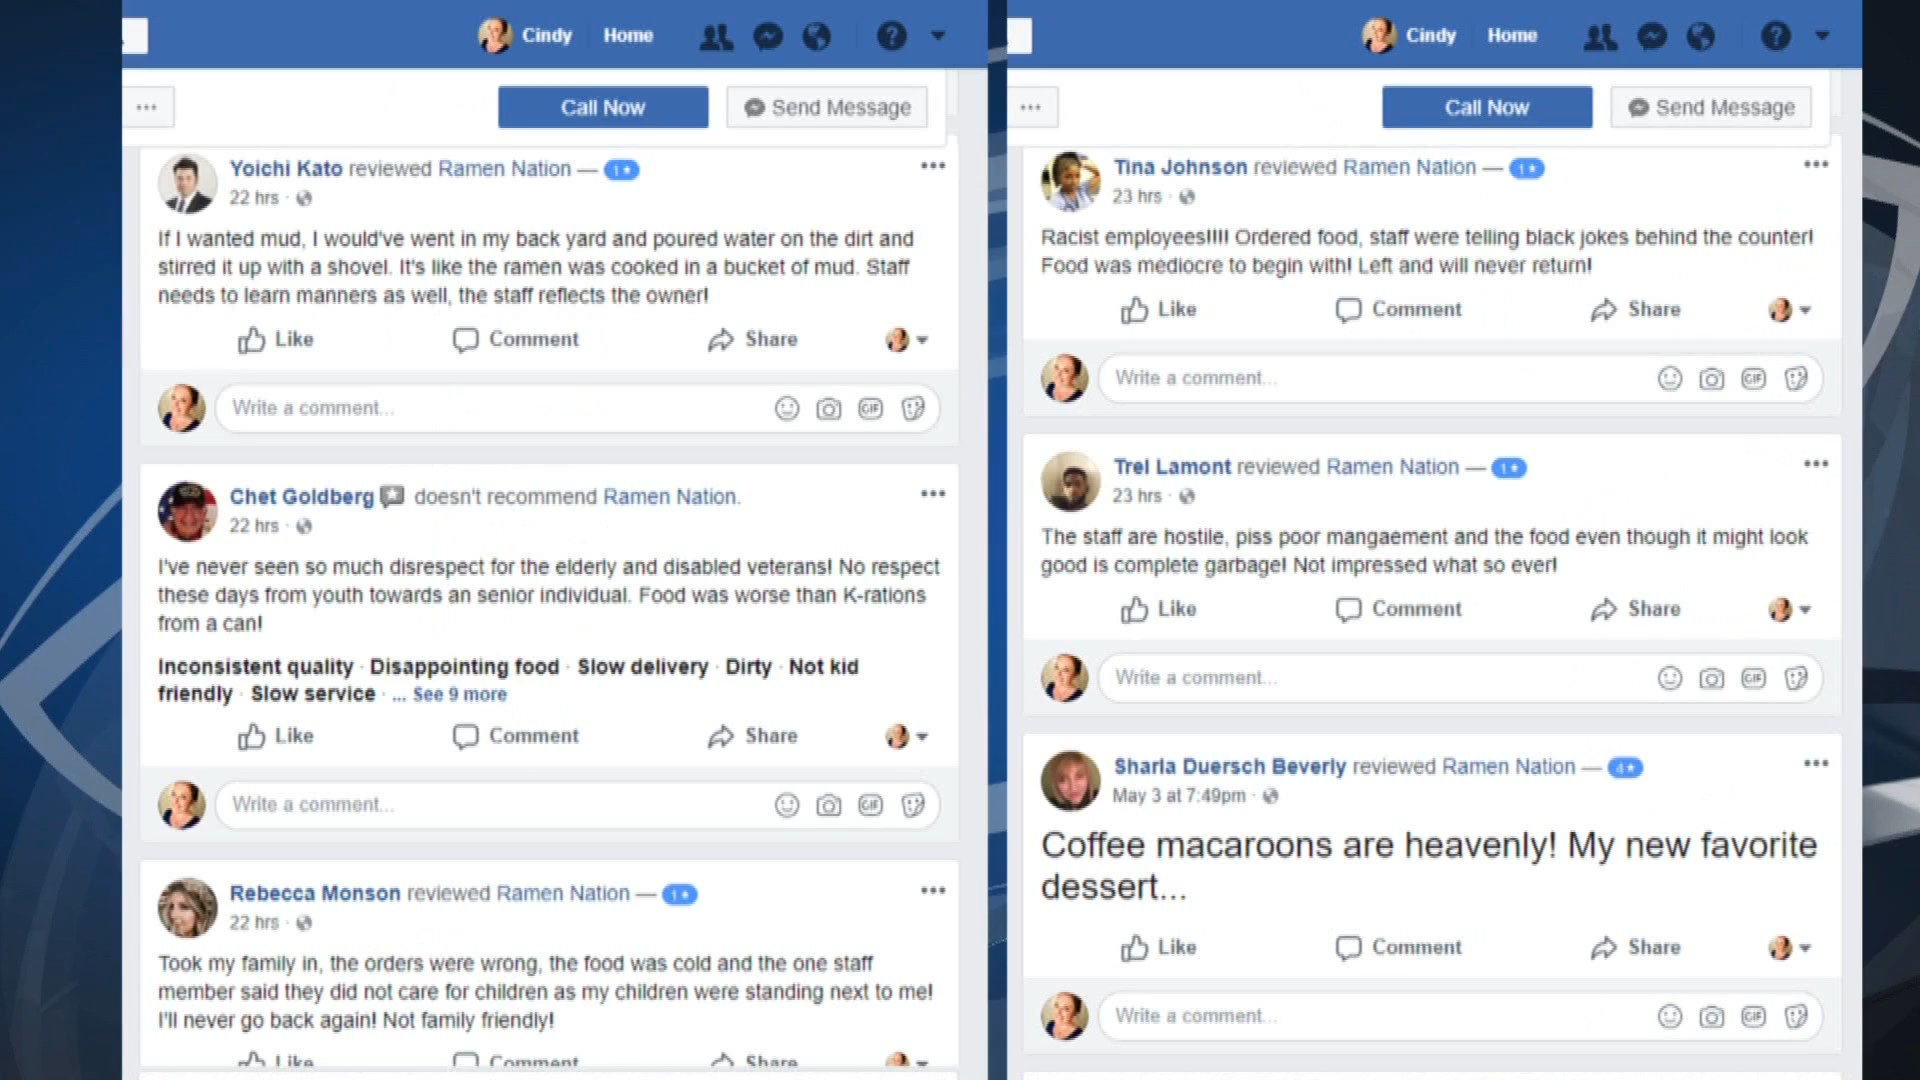 Cindy Home
...
Call Now
Send Message
Yoichi Kato reviewed Ramen Nation — 1★
22 hrs ·
If I wanted mud, I would've went in my back yard and poured water on the dirt and
stirred it up with a shovel. It's like the ramen was cooked in a bucket of mud. Staff
needs to learn manners as well, the staff reflects the owner!
Like Comment Share
Write a comment...
GIF
Chet Goldberg doesn't recommend Ramen Nation.
22 hrs ·
I've never seen so much disrespect for the elderly and disabled veterans! No respect
these days from youth towards an senior individual. Food was worse than K-rations
from a can!
Inconsistent quality · Disappointing food · Slow delivery · Dirty · Not kid
friendly · Slow service · ... See 9 more
Like Comment Share
Write a comment...
GIF
Rebecca Monson reviewed Ramen Nation — 1★
22 hrs ·
Took my family in, the orders were wrong, the food was cold and the one staff
member said they did not care for children as my children were standing next to me!
I'll never go back again! Not family friendly!
Like Comment Share
Cindy Home
...
Call Now
Send Message
Tina Johnson reviewed Ramen Nation — 1★
23 hrs ·
Racist employees!!!! Ordered food, staff were telling black jokes behind the counter!
Food was mediocre to begin with! Left and will never return!
Like Comment Share
Write a comment...
GIF
Trel Lamont reviewed Ramen Nation — 1★
23 hrs ·
The staff are hostile, piss poor mangaement and the food even though it might look
good is complete garbage! Not impressed what so ever!
Like Comment Share
Write a comment...
GIF
Sharla Duersch Beverly reviewed Ramen Nation — 4★
May 3 at 7:49pm ·
Coffee macaroons are heavenly! My new favorite
dessert...
Like Comment Share
Write a comment...
GIF